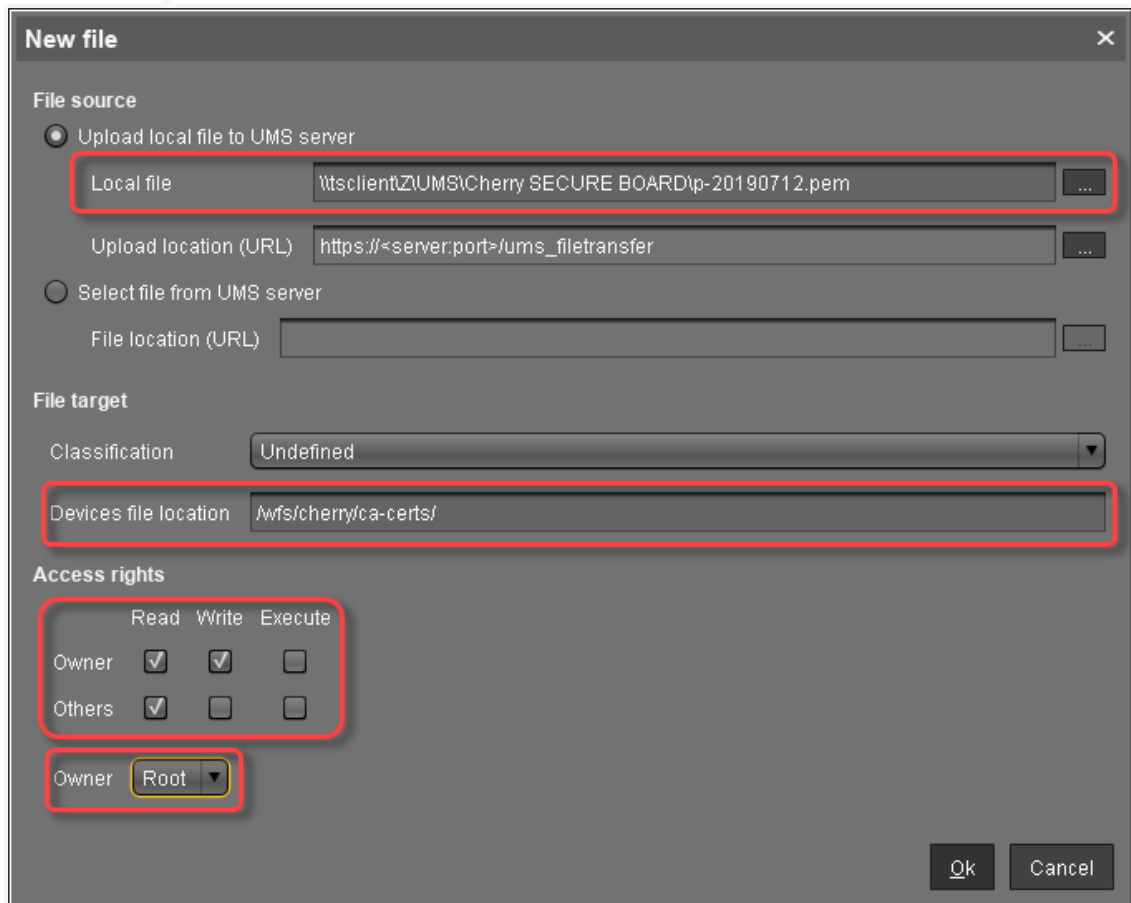 New file
File source
Upload local file to UMS server
Local file \\tsclient\Z\UMS\Cherry SECURE BOARD\p-20190712.pem ...
Upload location (URL) https://<server:port>/ums_filetransfer ...
Select file from UMS server
File location (URL) ...
File target
Classification Undefined
Devices file location /wfs/cherry/ca-certs/
Access rights
Read Write Execute
Owner
Others
Owner Root
Ok Cancel